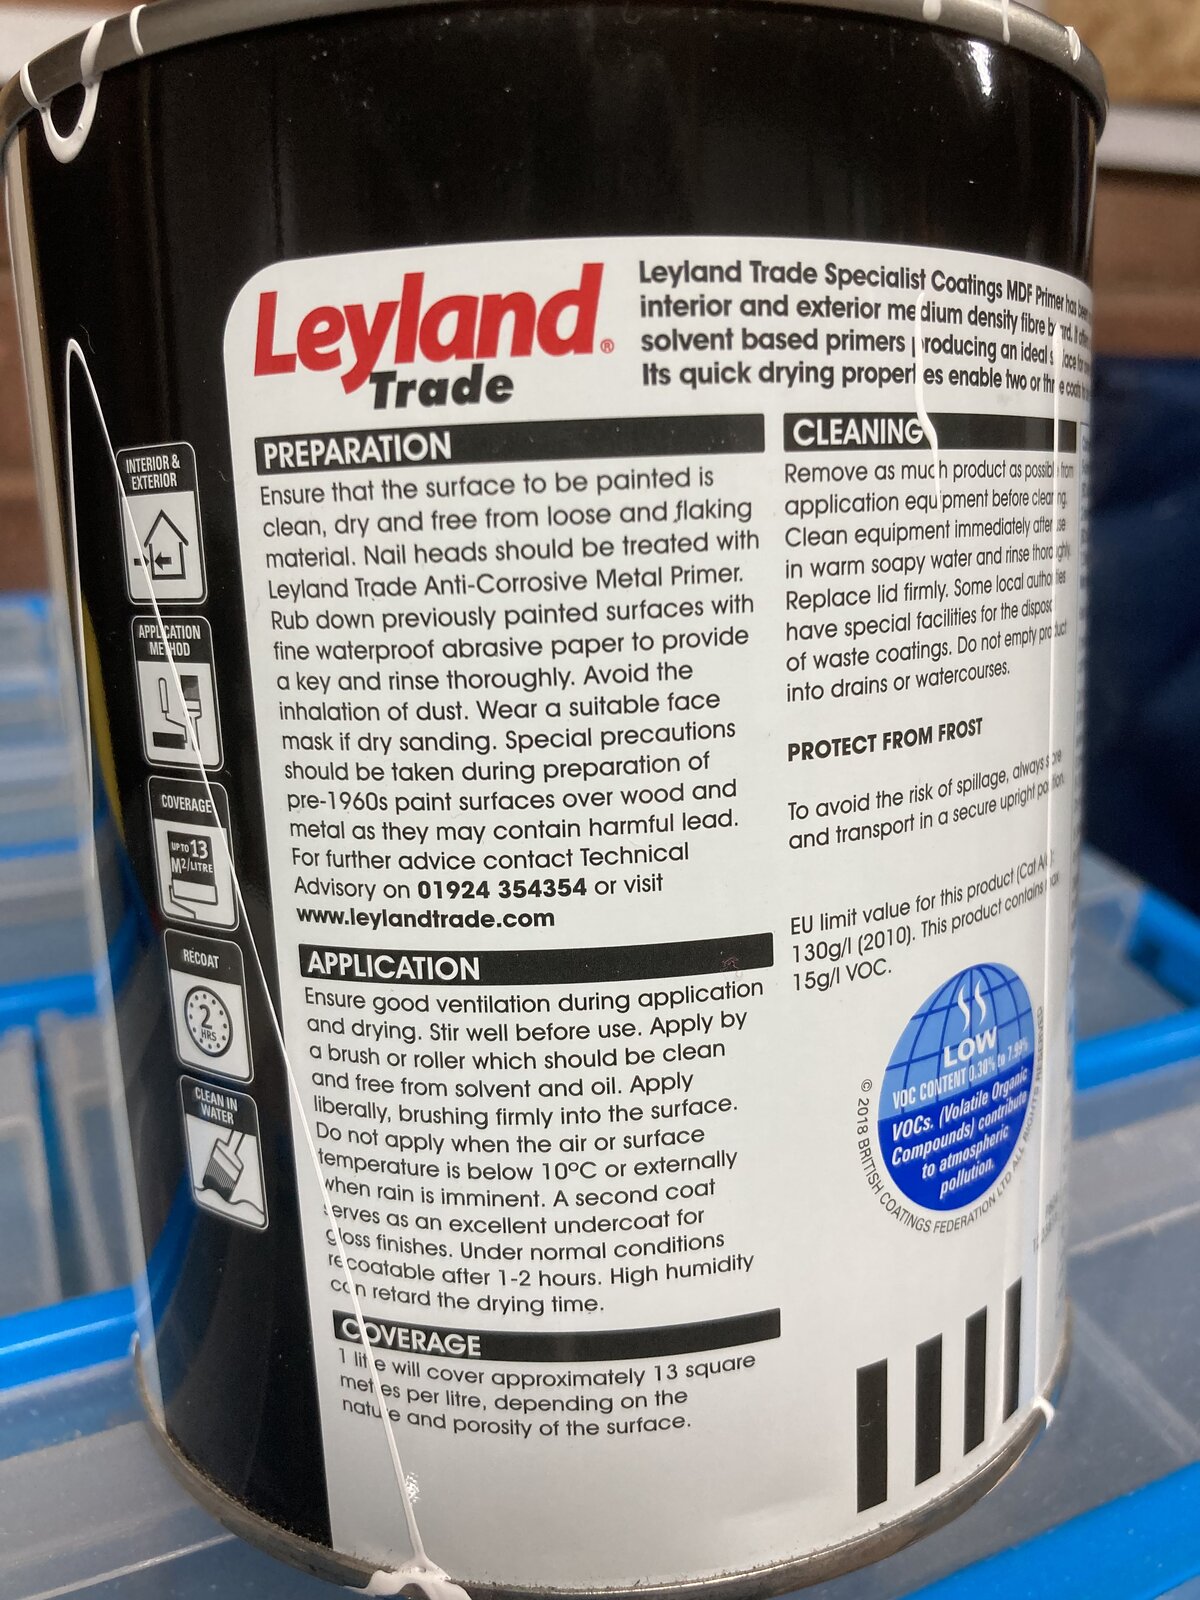 Leyland®
Trade
Leyland Trade Specialist Coatings MDF Primer has been
interior and exterior medium density fibre board. It
solvent based primers producing an ideal surface for
Its quick drying properties enable two or three coats
INTERIOR &
EXTERIOR
APPLICATION
METHOD
COVERAGE
UP TO 13
M²/LITRE
RECOAT
2
HRS
CLEAN IN
WATER
PREPARATION
Ensure that the surface to be painted is
clean, dry and free from loose and flaking
material. Nail heads should be treated with
Leyland Trade Anti-Corrosive Metal Primer.
Rub down previously painted surfaces with
fine waterproof abrasive paper to provide
a key and rinse thoroughly. Avoid the
inhalation of dust. Wear a suitable face
mask if dry sanding. Special precautions
should be taken during preparation of
pre-1960s paint surfaces over wood and
metal as they may contain harmful lead.
For further advice contact Technical
Advisory on 01924 354354 or visit
www.leylandtrade.com
APPLICATION
Ensure good ventilation during application
and drying. Stir well before use. Apply by
a brush or roller which should be clean
and free from solvent and oil. Apply
liberally, brushing firmly into the surface.
Do not apply when the air or surface
temperature is below 10ºC or externally
when rain is imminent. A second coat
serves as an excellent undercoat for
gloss finishes. Under normal conditions
recoatable after 1-2 hours. High humidity
can retard the drying time.
COVERAGE
1 litre will cover approximately 13 square
metres per litre, depending on the
nature and porosity of the surface.
CLEANING
Remove as much product as possible from
application equipment before cleaning.
Clean equipment immediately after use
in warm soapy water and rinse thoroughly.
Replace lid firmly. Some local authorities
have special facilities for the disposal
of waste coatings. Do not empty product
into drains or watercourses.
PROTECT FROM FROST
To avoid the risk of spillage, always store
and transport in a secure upright position.
EU limit value for this product (Cat A/d):
130g/l (2010). This product contains max
15g/l VOC.
LOW
VOC CONTENT 0.30% to 7.99%
VOCs. (Volatile Organic
Compounds) contribute
to atmospheric
pollution.
© 2018 BRITISH COATINGS FEDERATION LTD ALL RIGHTS RESERVED